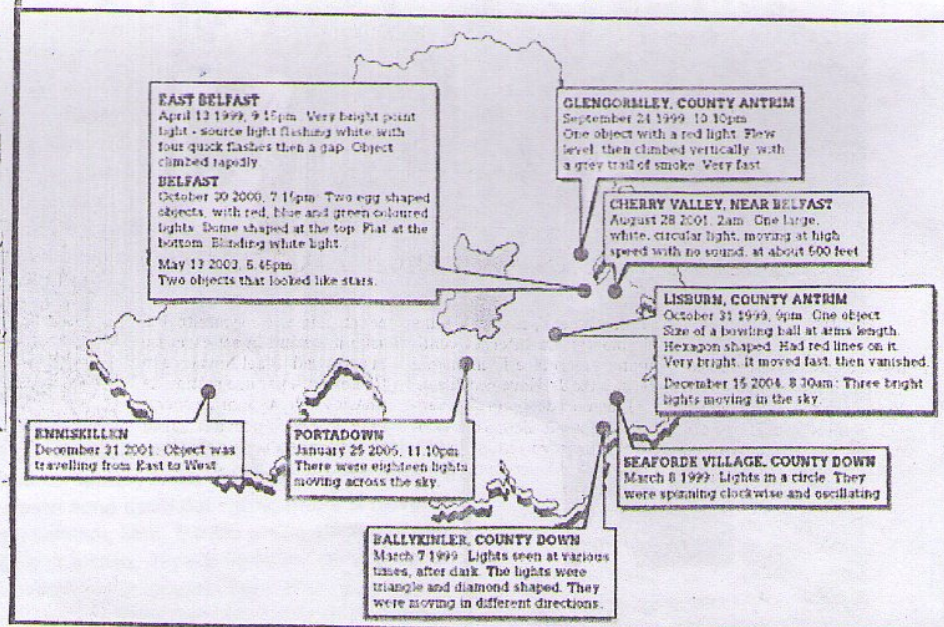 EAST BELFAST
April 13 1999, 9.15pm. Very bright point
light - source light flashing white with
four quick flashes then a gap. Object
climbed rapidly.
BELFAST
October 30 2000, 7.15pm. Two egg shaped
objects, with red, blue and green coloured
lights. Dome shaped at the top. Flat at the
bottom. Blinding white light.
May 13 2003, 5.45pm
Two objects that looked like stars.
GLENGORMLEY, COUNTY ANTRIM
September 24 1999, 10.10pm
One object with a red light. Flew
level, then climbed vertically, with
a grey trail of smoke. Very fast
CHERRY VALLEY, NEAR BELFAST
August 28 2001, 2am. One large,
white, circular light, moving at high
speed with no sound, at about 500 feet
LISBURN, COUNTY ANTRIM
October 31 1999, 9pm. One object
Size of a bowling ball at arms length.
Hexagon shaped. Had red lines on it.
Very bright. It moved fast, then vanished.
December 15 2004, 8.30am: Three bright
lights moving in the sky.
ENNISKILLEN
December 31 2001: Object was
travelling from East to West.
PORTADOWN
January 25 2005, 11.10pm
There were eighteen lights
moving across the sky.
SEAFORDE VILLAGE, COUNTY DOWN
March 8 1999: Lights in a circle. They
were spinning clockwise and oscillating
BALLYKINLER, COUNTY DOWN
March 7 1999: Lights seen at various
times, after dark. The lights were
triangle and diamond shaped. They
were moving in different directions.